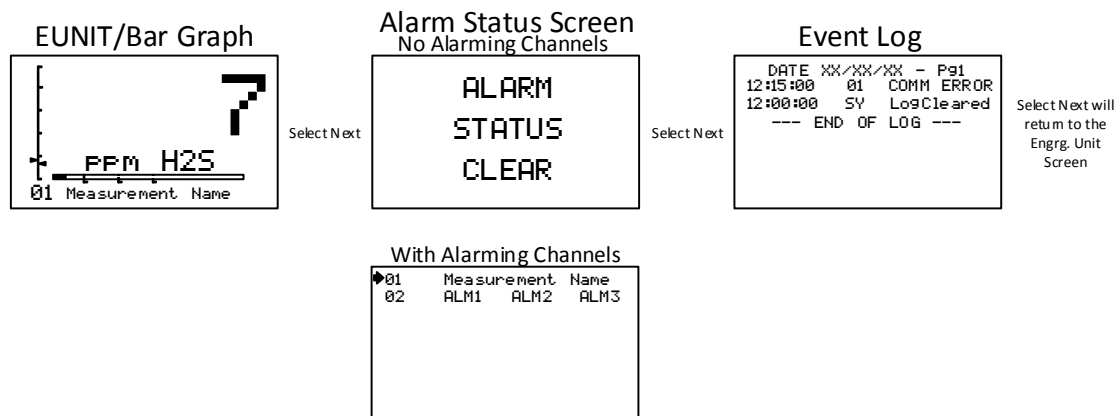 EUNIT/Bar Graph
7
ppm H2S
01 Measurement Name
Select Next
Alarm Status Screen
No Alarming Channels
ALARM
STATUS
CLEAR
Select Next
Event Log
DATE XX/XX/XX - Pg1
12:15:00 01 COMM ERROR
12:00:00 SY LogCleared
--- END OF LOG ---
Select Next will
return to the
Engrg. Unit
Screen
With Alarming Channels
01 Measurement Name
02 ALM1 ALM2 ALM3